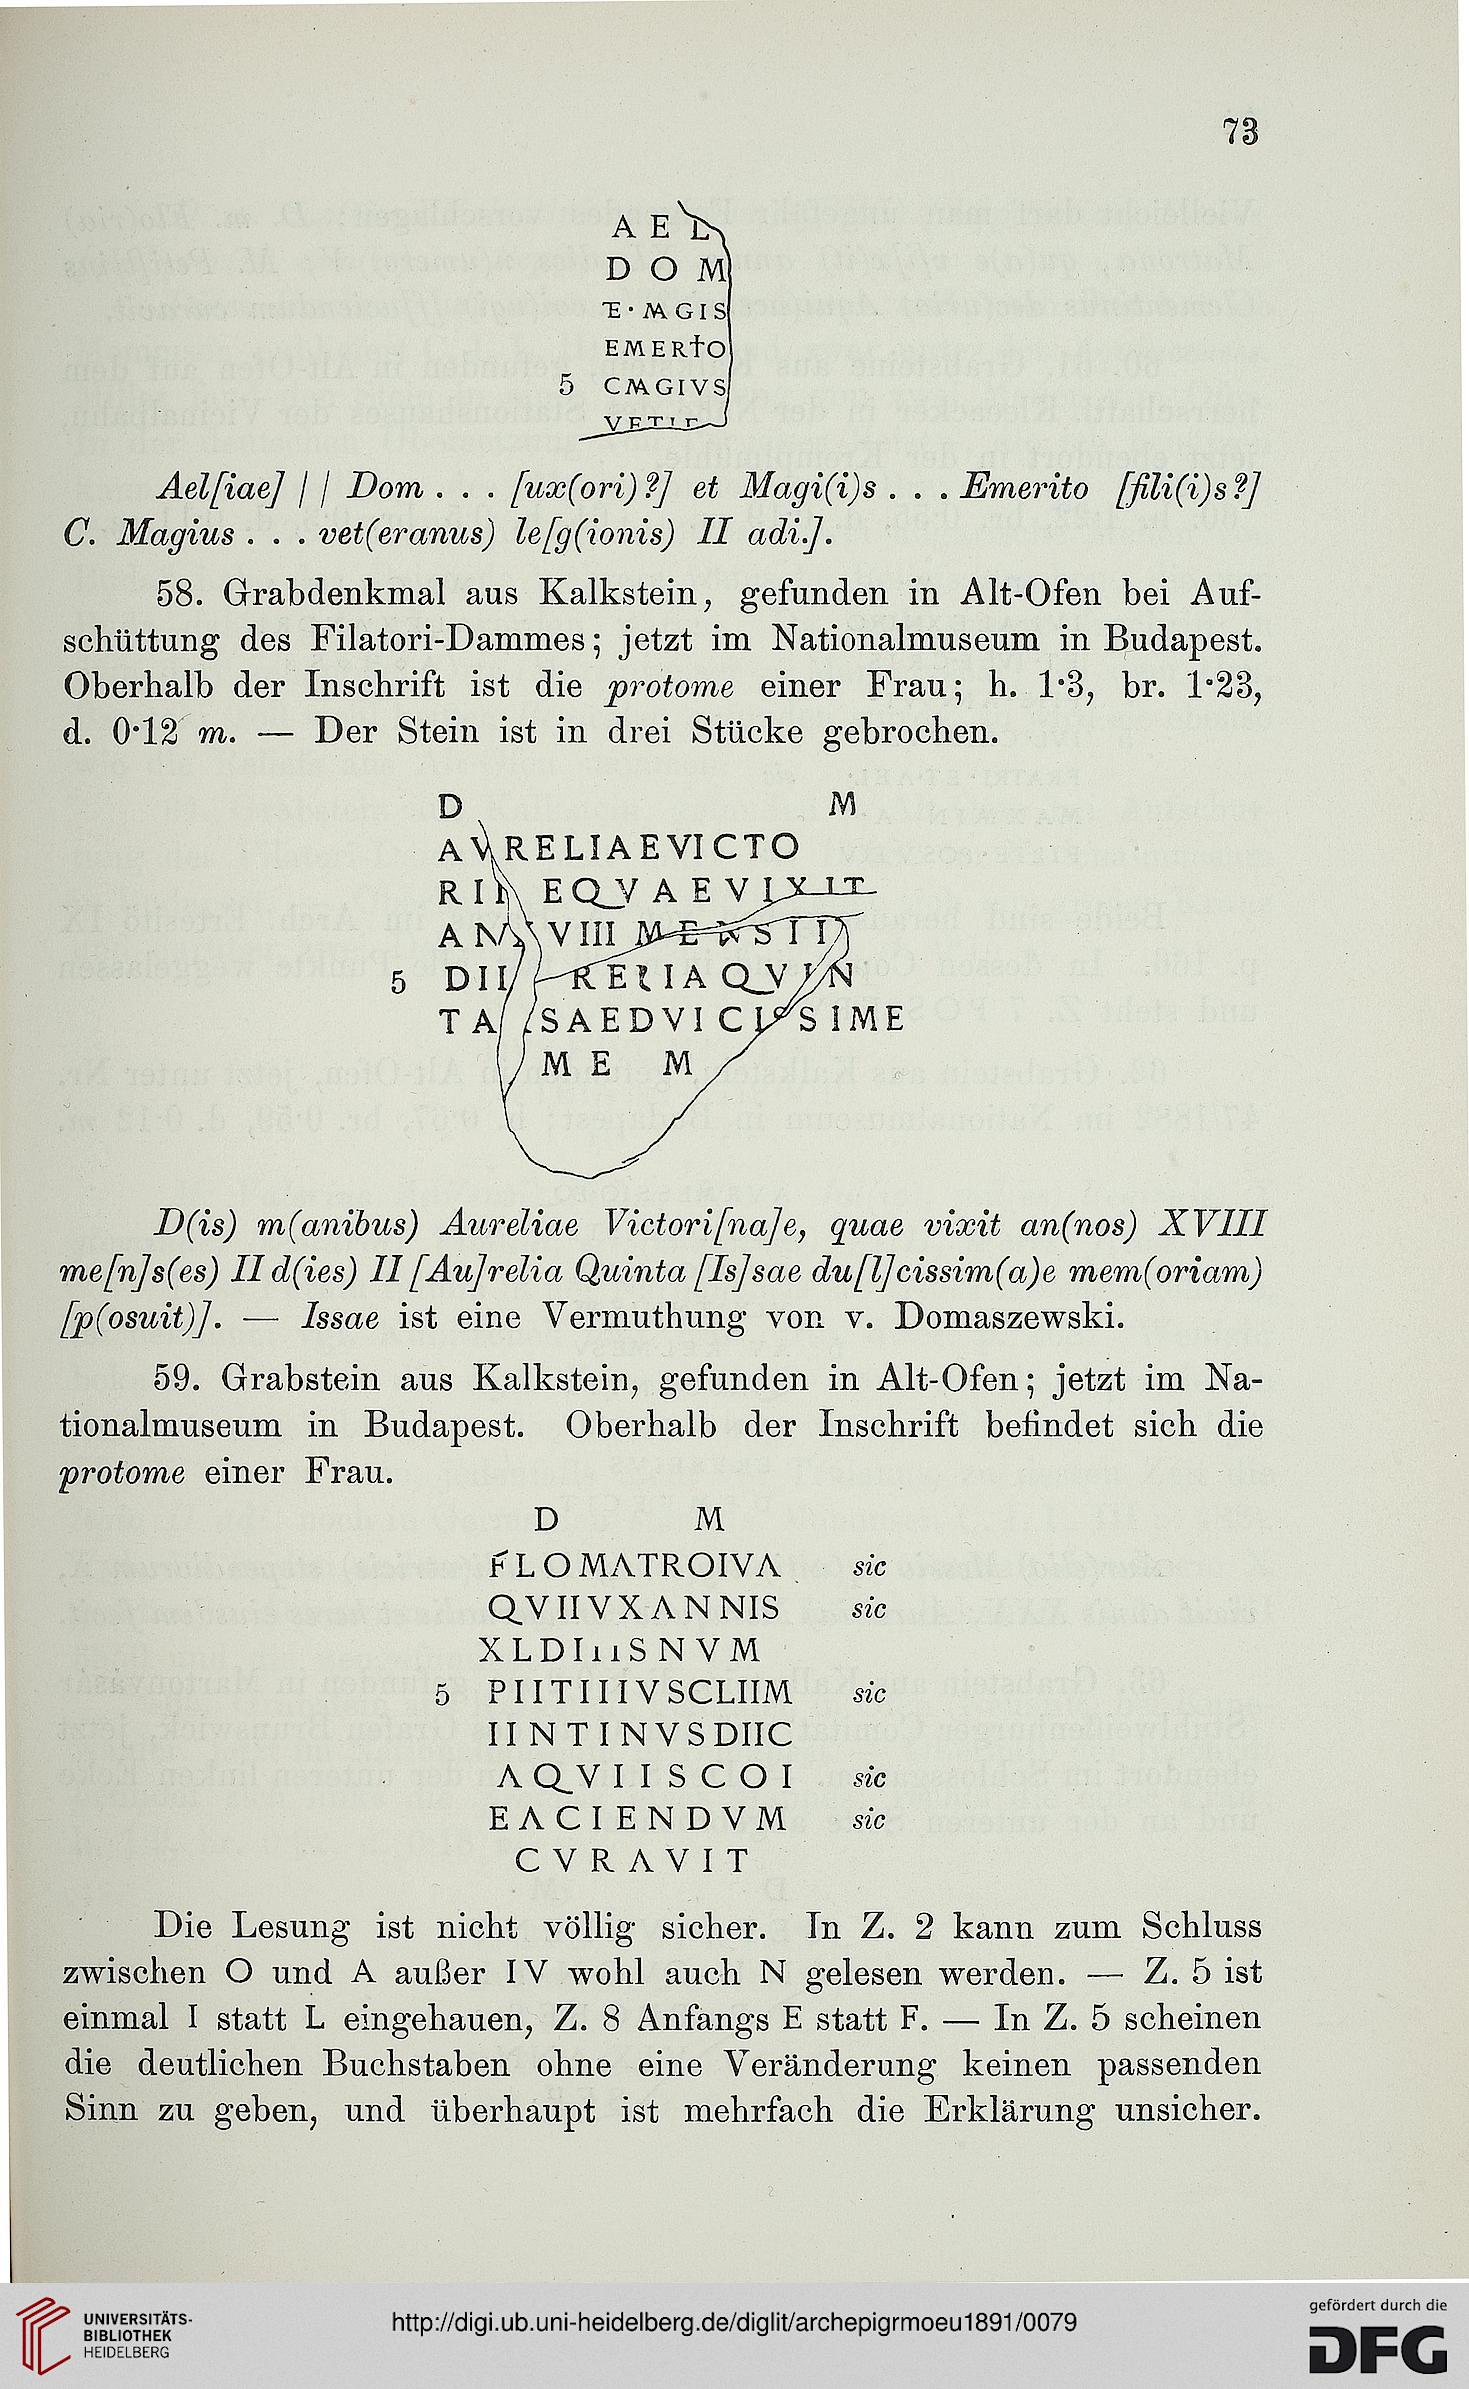 73
A E L
D O M
E · MAGIS
EMERTO
5 CMAGIVS
VETLE
Ael[iae] | | Dom . . . [ux(ori)?] et Magi(i)s . . . Emerito [fili(i)s?]
C. Magius . . . vet(eranus) le[g(ionis) II adi.].
58. Grabdenkmal aus Kalkstein, gefunden in Alt-Ofen bei Auf-
schüttung des Filatori-Dammes; jetzt im Nationalmuseum in Budapest.
Oberhalb der Inschrift ist die protome einer Frau; h. 1·3, br. 1·23,
d. 0·12 m. — Der Stein ist in drei Stücke gebrochen.
D M
AVRELIAEVICTO
RII EQVAEVIXIT
ANXVIII MENSII
5 DII RELIAQVIN
TA SAEDVICISSIME
ME M
D(is) m(anibus) Aureliae Victori[na]e, quae vixit an(nos) XVIII
me[n]s(es) II d(ies) II [Au]relia Quinta [Is]sae du[l]cissim(a)e mem(oriam)
[p(osuit)]. — Issae ist eine Vermuthung von v. Domaszewski.
59. Grabstein aus Kalkstein, gefunden in Alt-Ofen; jetzt im Na-
tionalmuseum in Budapest. Oberhalb der Inschrift befindet sich die
protome einer Frau.
D M
FLOMATROIVA sic
QVIIVXANNIS sic
XLDIIISNVM
5 PIITIIIVSCLIIM sic
IINTINVSDIIC
AQVIISCOI sic
EACIENDVM sic
CVRAVIT
Die Lesung ist nicht völlig sicher. In Z. 2 kann zum Schluss
zwischen O und A außer IV wohl auch N gelesen werden. — Z. 5 ist
einmal I statt L eingehauen, Z. 8 Anfangs E statt F. — In Z. 5 scheinen
die deutlichen Buchstaben ohne eine Veränderung keinen passenden
Sinn zu geben, und überhaupt ist mehrfach die Erklärung unsicher.
UNIVERSITÄTS-
BIBLIOTHEK
HEIDELBERG
http://digi.ub.uni-heidelberg.de/diglit/archepigrmoeu1891/0079
gefördert durch die
DFG